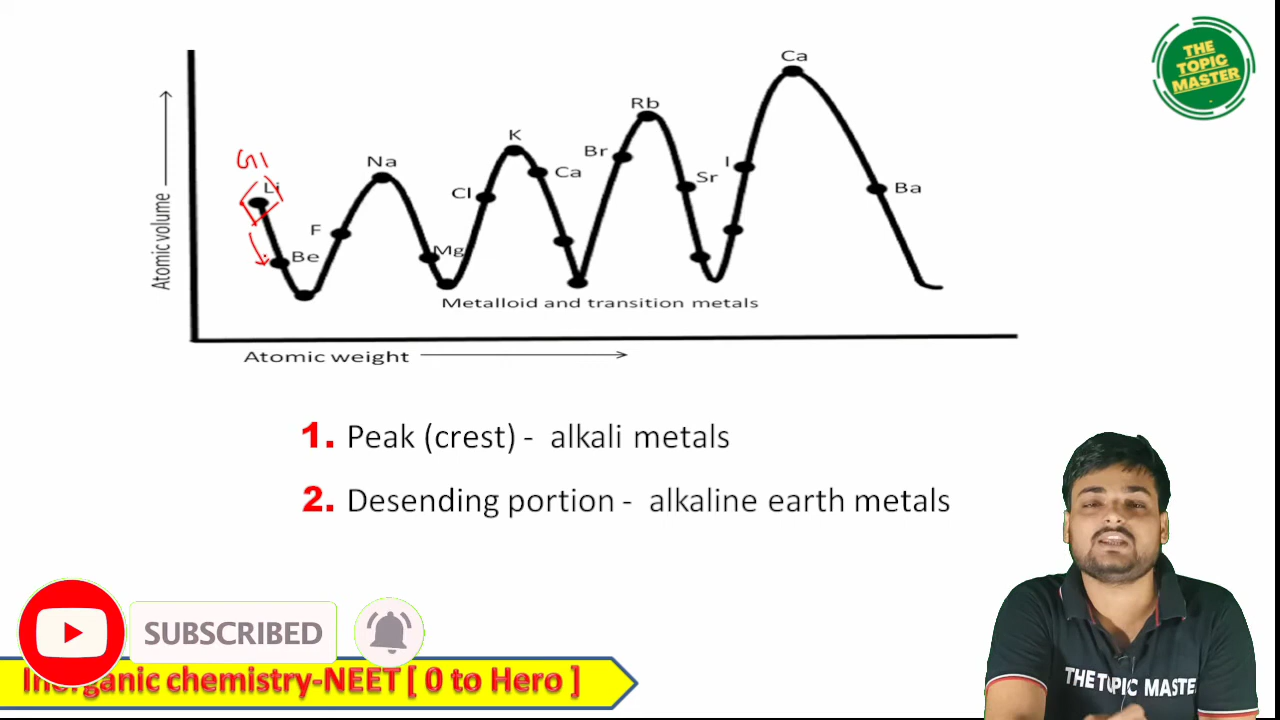 THE
TOPIC
MASTER
Ca
Rb
K
Br
Na
I
Li
Cl
Ca
Sr
Ba
F
Mg
Be
Atomic volume
Metalloid and transition metals
Atomic weight
1. Peak (crest) - alkali metals
2. Desending portion - alkaline earth metals
SUBSCRIBED
Inorganic chemistry-NEET [ 0 to Hero ]
THE TOPIC MASTER